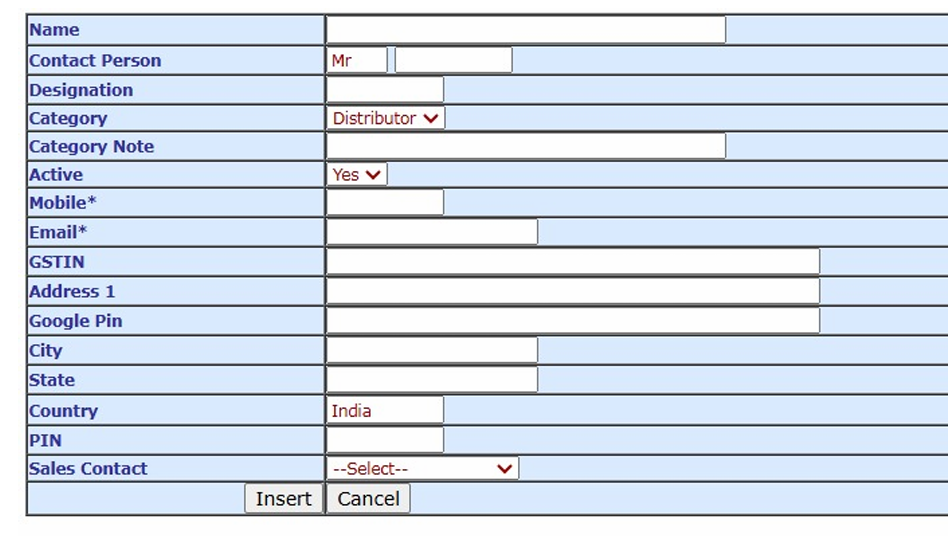 Name
Contact Person Mr
Designation
Category Distributor
Category Note
Active Yes
Mobile*
Email*
GSTIN
Address 1
Google Pin
City
State
Country India
PIN
Sales Contact --Select--
Insert Cancel